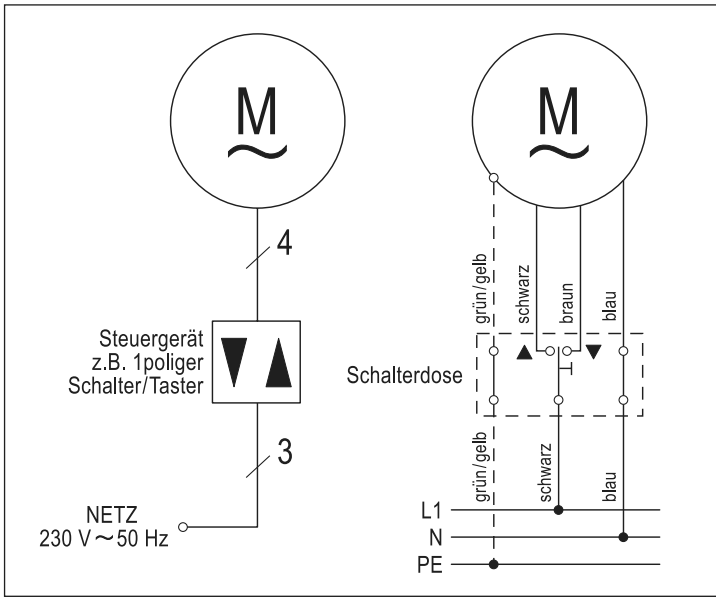 M
4
Steuergerät
z.B. 1poliger
Schalter/Taster
3
NETZ
230 V ~ 50 Hz
M
grün/gelb
schwarz
braun
blau
Schalterdose
grün/gelb
schwarz
blau
L1
N
PE